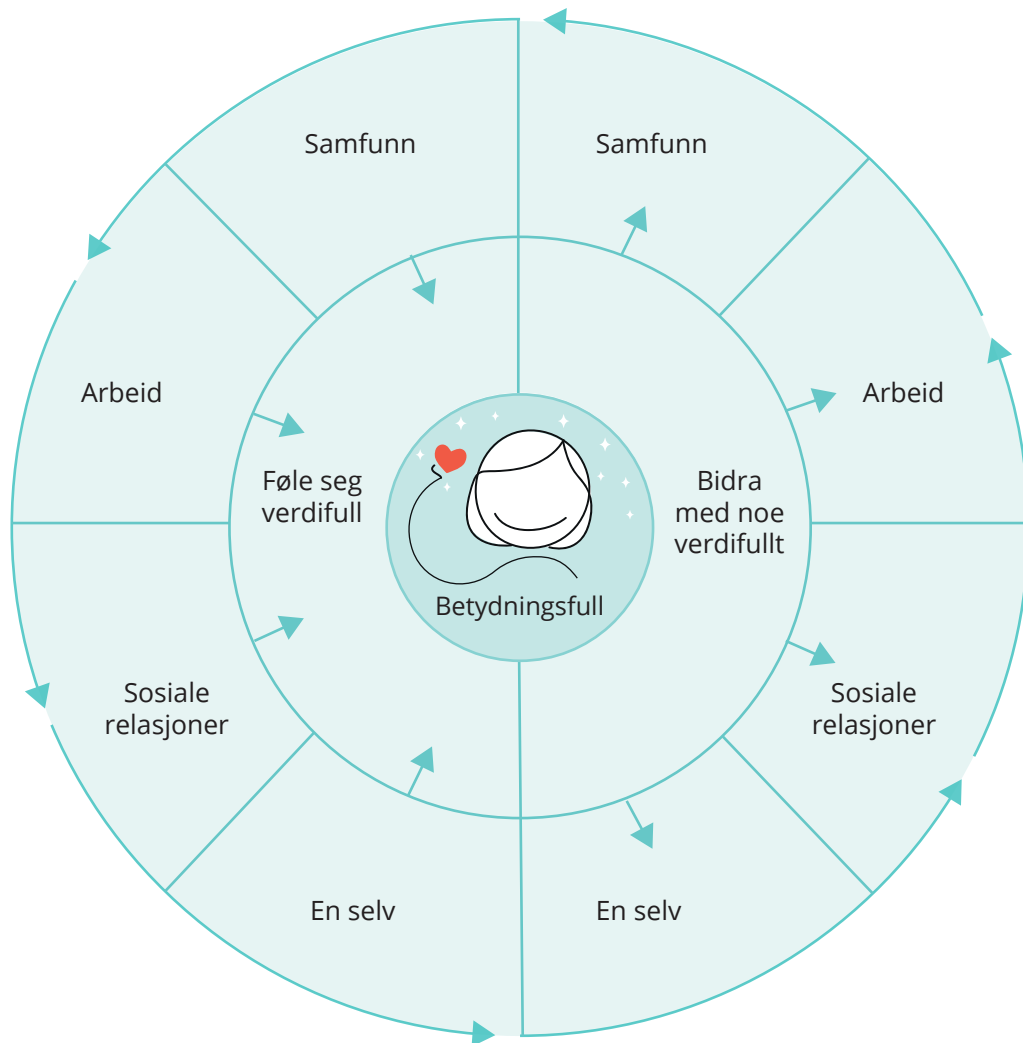 Samfunn
Samfunn
Arbeid
Arbeid
Føle seg
verdifull
Bidra
med noe
verdifullt
Betydningsfull
Sosiale
relasjoner
Sosiale
relasjoner
En selv
En selv